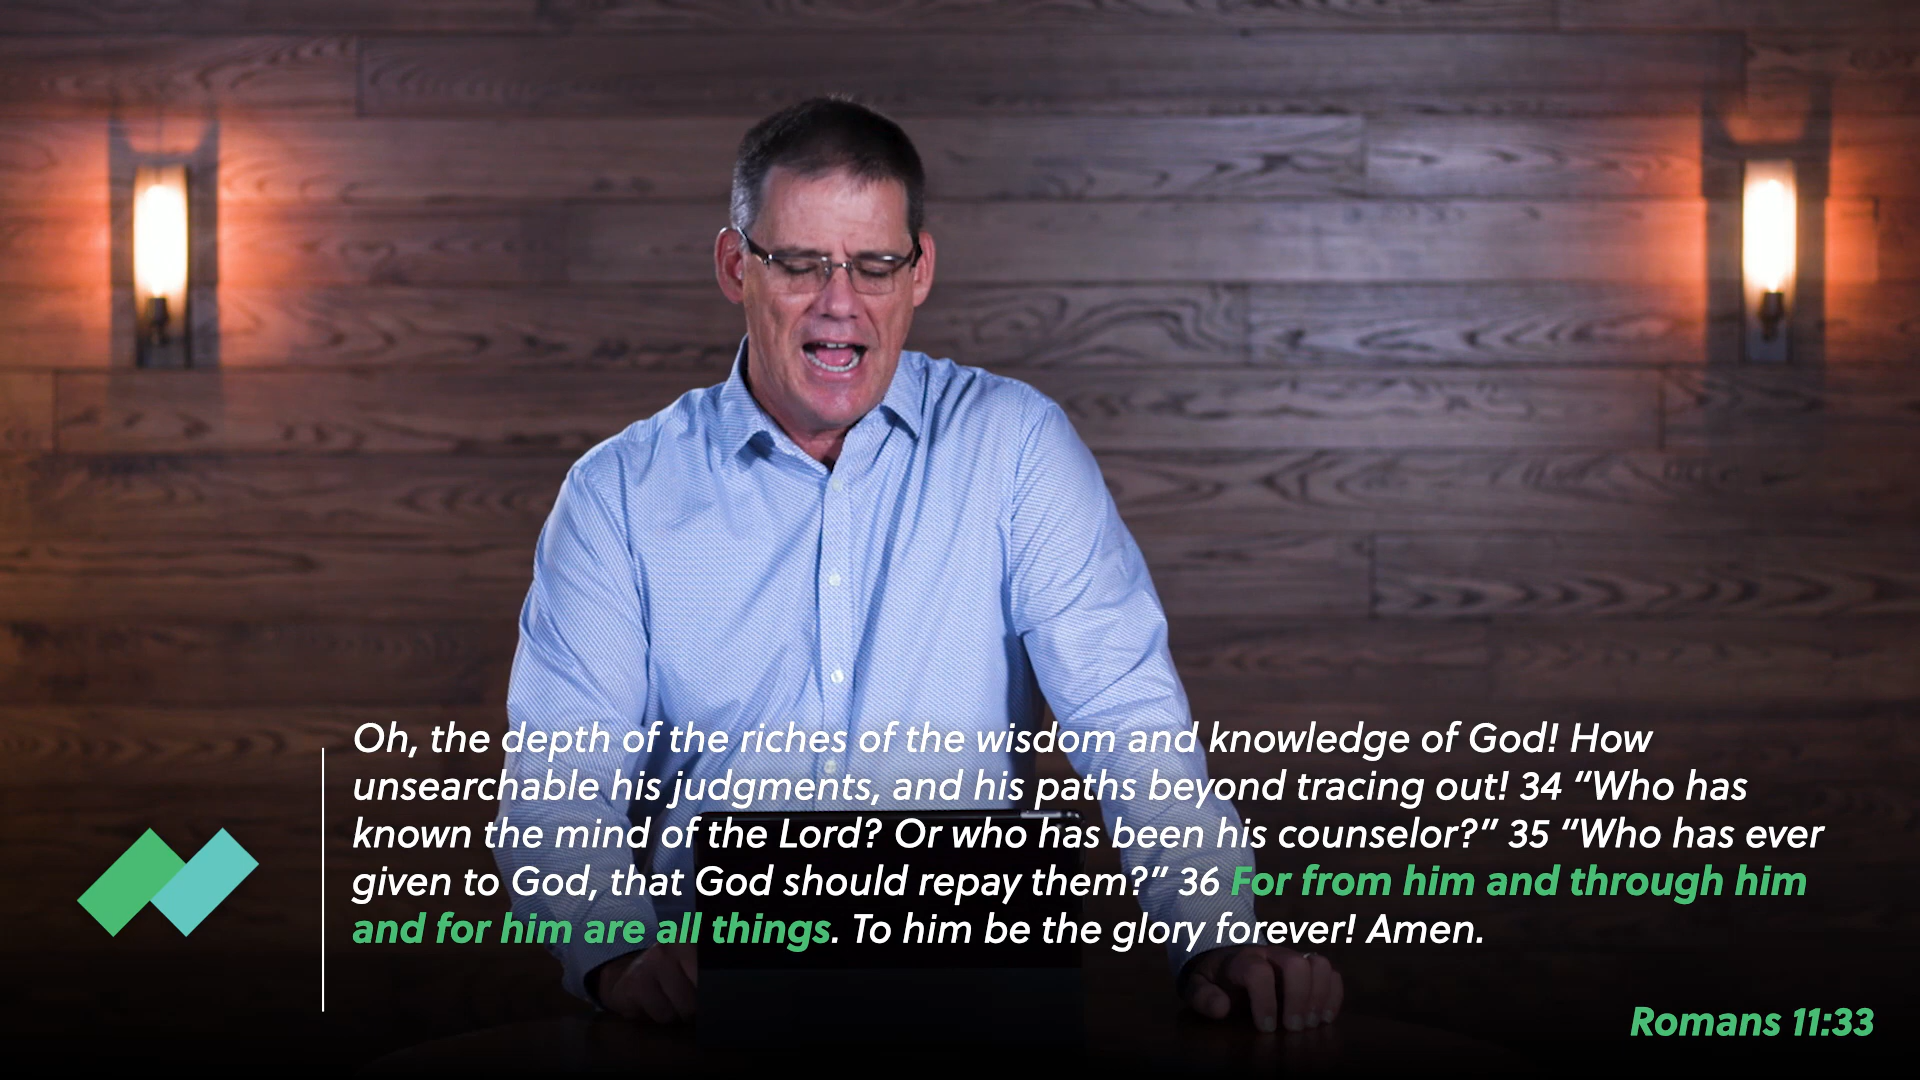 Oh, the depth of the riches of the wisdom and knowledge of God! How
unsearchable his judgments, and his paths beyond tracing out! 34 “Who has
known the mind of the Lord? Or who has been his counselor?” 35 “Who has ever
given to God, that God should repay them?” 36 For from him and through him
and for him are all things. To him be the glory forever! Amen.
Romans 11:33